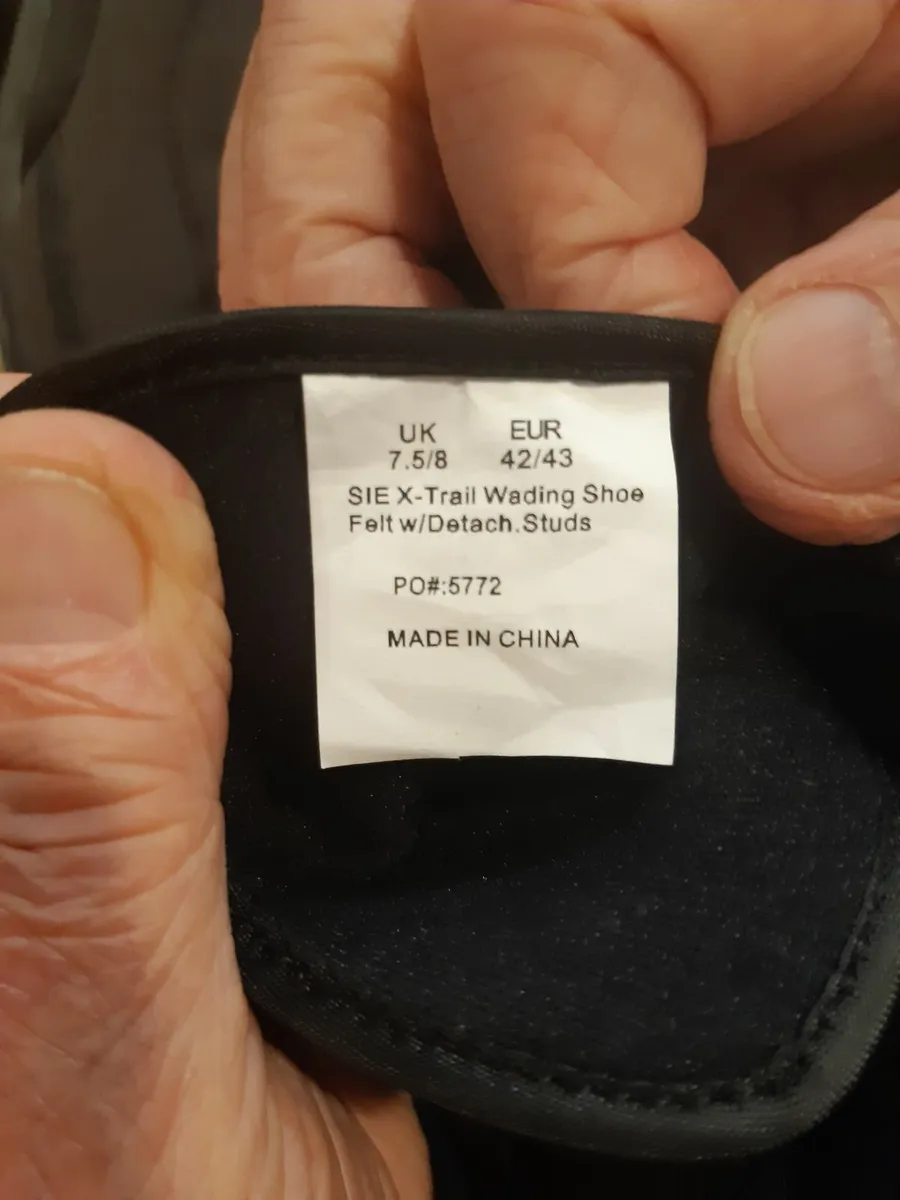 UK EUR
7.5/8 42/43
SIE X-Trail Wading Shoe
Felt w/Detach.Studs
PO#:5772
MADE IN CHINA